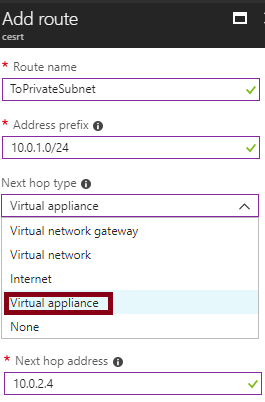 Add route
cesrt
* Route name
ToPrivateSubnet
* Address prefix
10.0.1.0/24
Next hop type
Virtual appliance
Virtual network gateway
Virtual network
Internet
Virtual appliance
None
* Next hop address
10.0.2.4